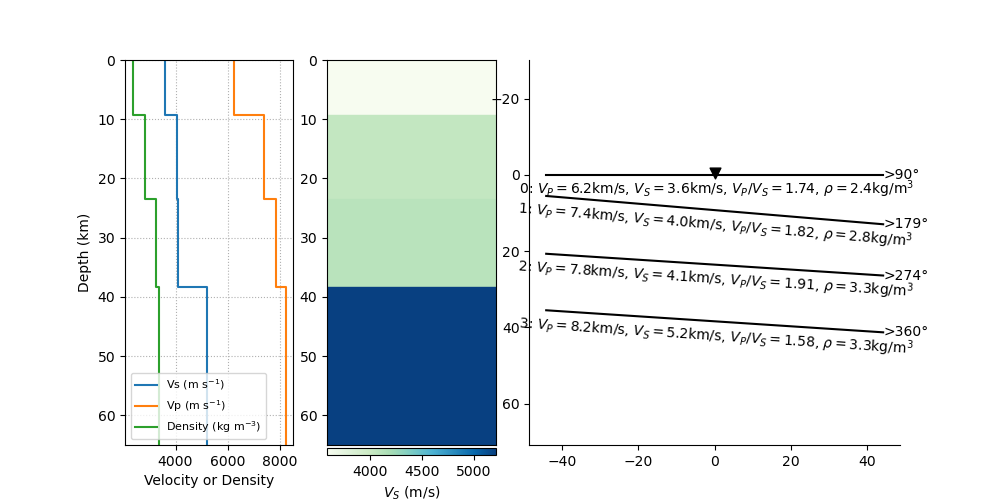 0
10
20
30
40
50
60
Depth (km)
4000 6000 8000
Velocity or Density
Vs (m s⁻¹)
Vp (m s⁻¹)
Density (kg m⁻³)
0
10
20
30
40
50
60
4000 4500 5000
V_S (m/s)
−20
0
20
40
60
−40 −20 0 20 40
>90°
0: V_P = 6.2km/s, V_S = 3.6km/s, V_P/V_S = 1.74, ρ = 2.4kg/m³
>179°
1: V_P = 7.4km/s, V_S = 4.0km/s, V_P/V_S = 1.82, ρ = 2.8kg/m³
>274°
2: V_P = 7.8km/s, V_S = 4.1km/s, V_P/V_S = 1.91, ρ = 3.3kg/m³
>360°
3: V_P = 8.2km/s, V_S = 5.2km/s, V_P/V_S = 1.58, ρ = 3.3kg/m³